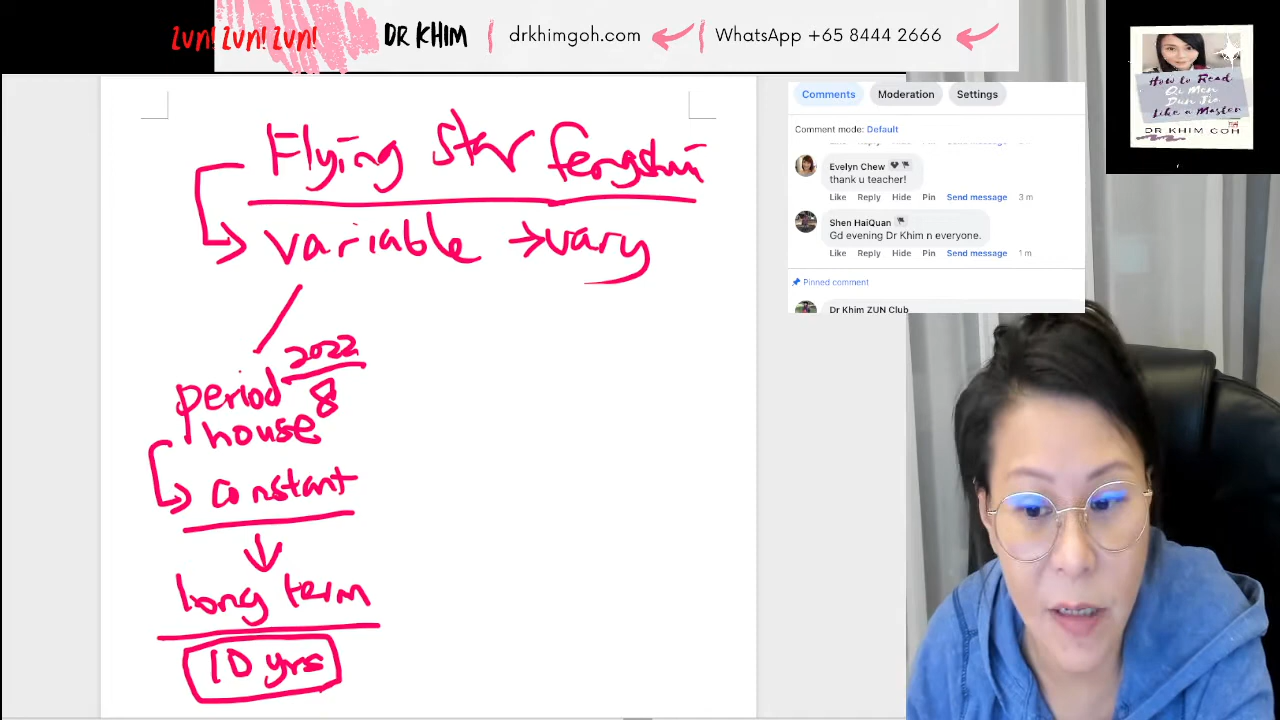 ZUN! ZUN! ZUN! DR KHIM | drkhimgoh.com | WhatsApp +65 8444 2666
How to Read
Qi Men
Dun Jia
Like a Master
DR KHIM GOH
Flying Star fengshui
variable → vary
period 2022
8
house
constant
long term
10 yrs
Comments Moderation Settings
Comment mode: Default
Evelyn Chew
thank u teacher!
Like Reply Hide Pin Send message 3 m
Shen HaiQuan
Gd evening Dr Khim n everyone.
Like Reply Hide Pin Send message 1 m
Pinned comment
Dr Khim ZUN Club